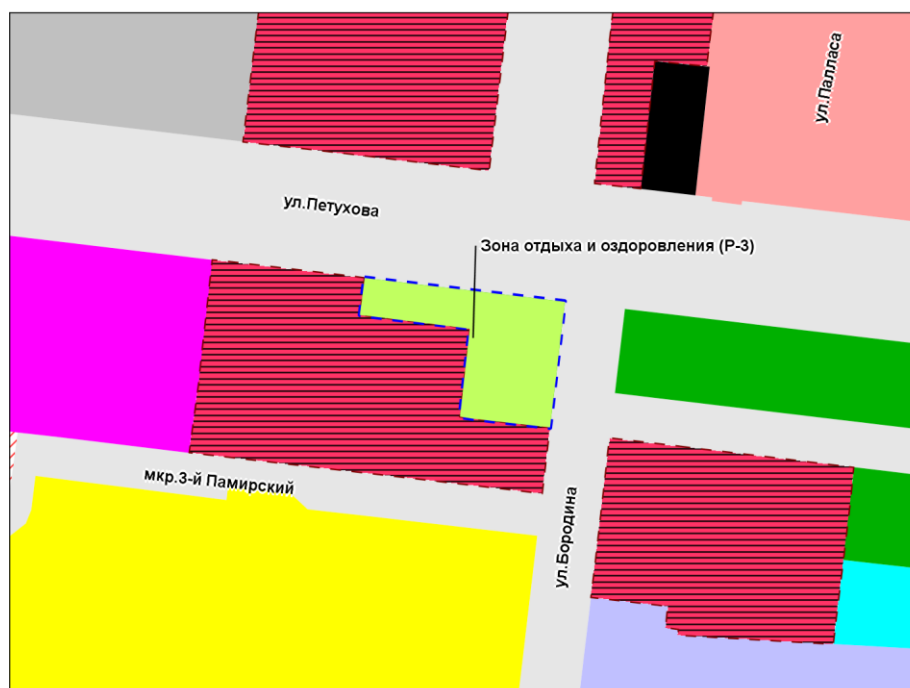 ул.Палласа
ул.Петухова
Зона отдыха и оздоровления (Р-3)
мкр.3-й Памирский
ул.Бородина